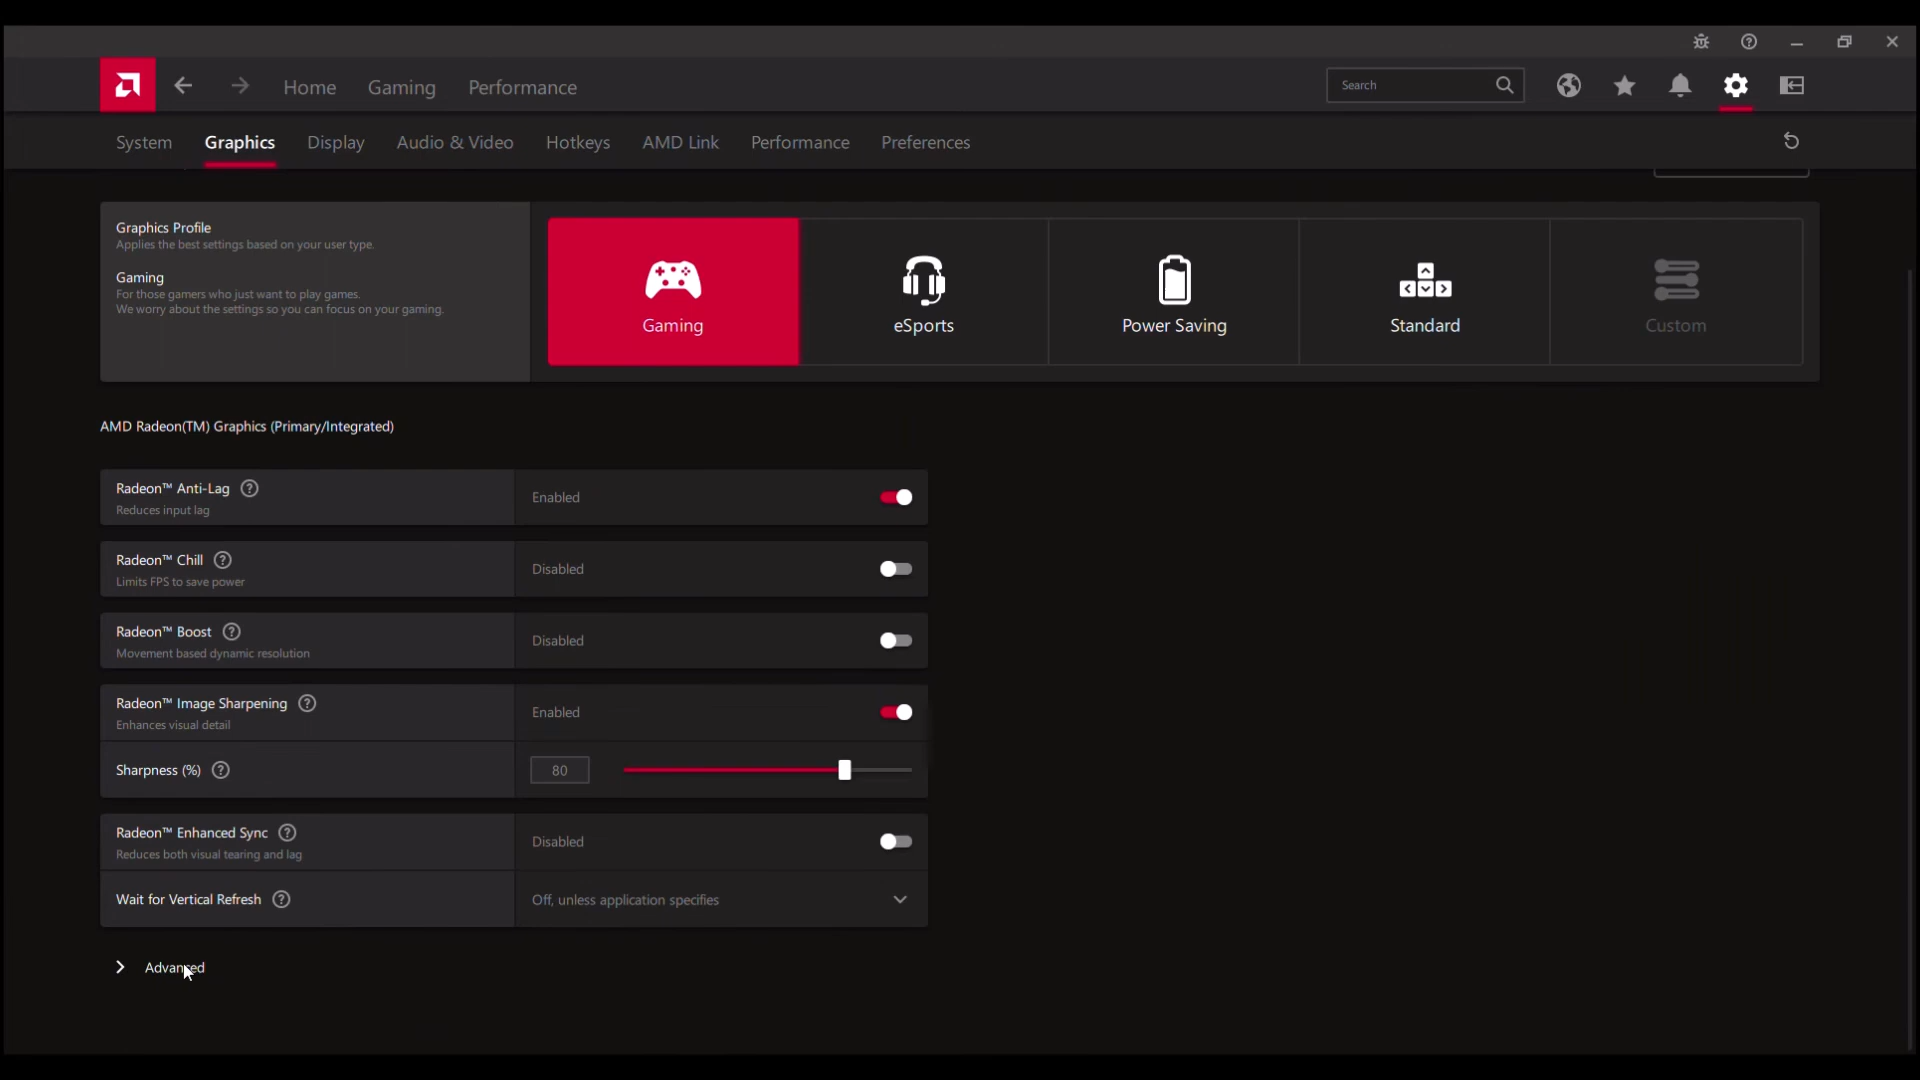 Home Gaming Performance Search
System Graphics Display Audio & Video Hotkeys AMD Link Performance Preferences
Graphics Profile
Applies the best settings based on your user type.
Gaming
For those gamers who just want to play games.
We worry about the settings so you can focus on your gaming.
Gaming eSports Power Saving Standard Custom
AMD Radeon(TM) Graphics (Primary/Integrated)
Radeon™ Anti-Lag ?
Reduces input lag
Enabled
Radeon™ Chill ?
Limits FPS to save power
Disabled
Radeon™ Boost ?
Movement based dynamic resolution
Disabled
Radeon™ Image Sharpening ?
Enhances visual detail
Enabled
Sharpness (%) ? 80
Radeon™ Enhanced Sync ?
Reduces both visual tearing and lag
Disabled
Wait for Vertical Refresh ? Off, unless application specifies
Advanced